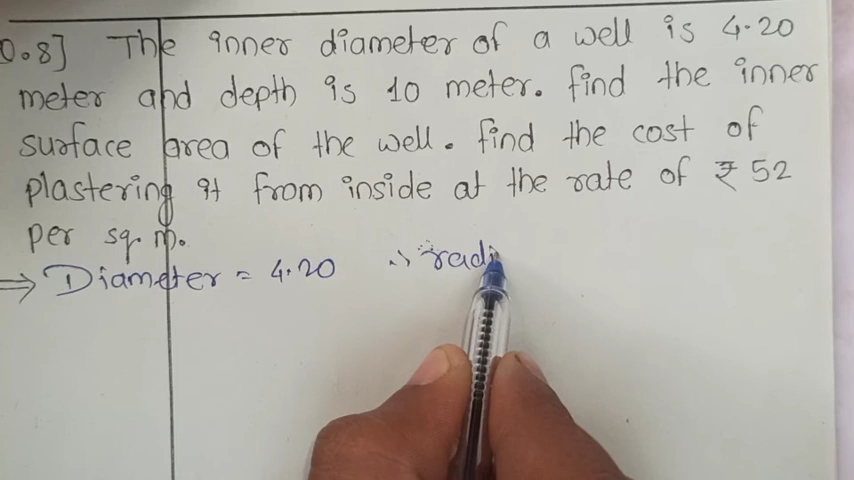 Q.8] The inner diameter of a well is 4.20
meter and depth is 10 meter. find the inner
surface area of the well. find the cost of
plastering it from inside at the rate of ₹ 52
per sq. m.
⇒ Diameter = 4.20 ∴ radi